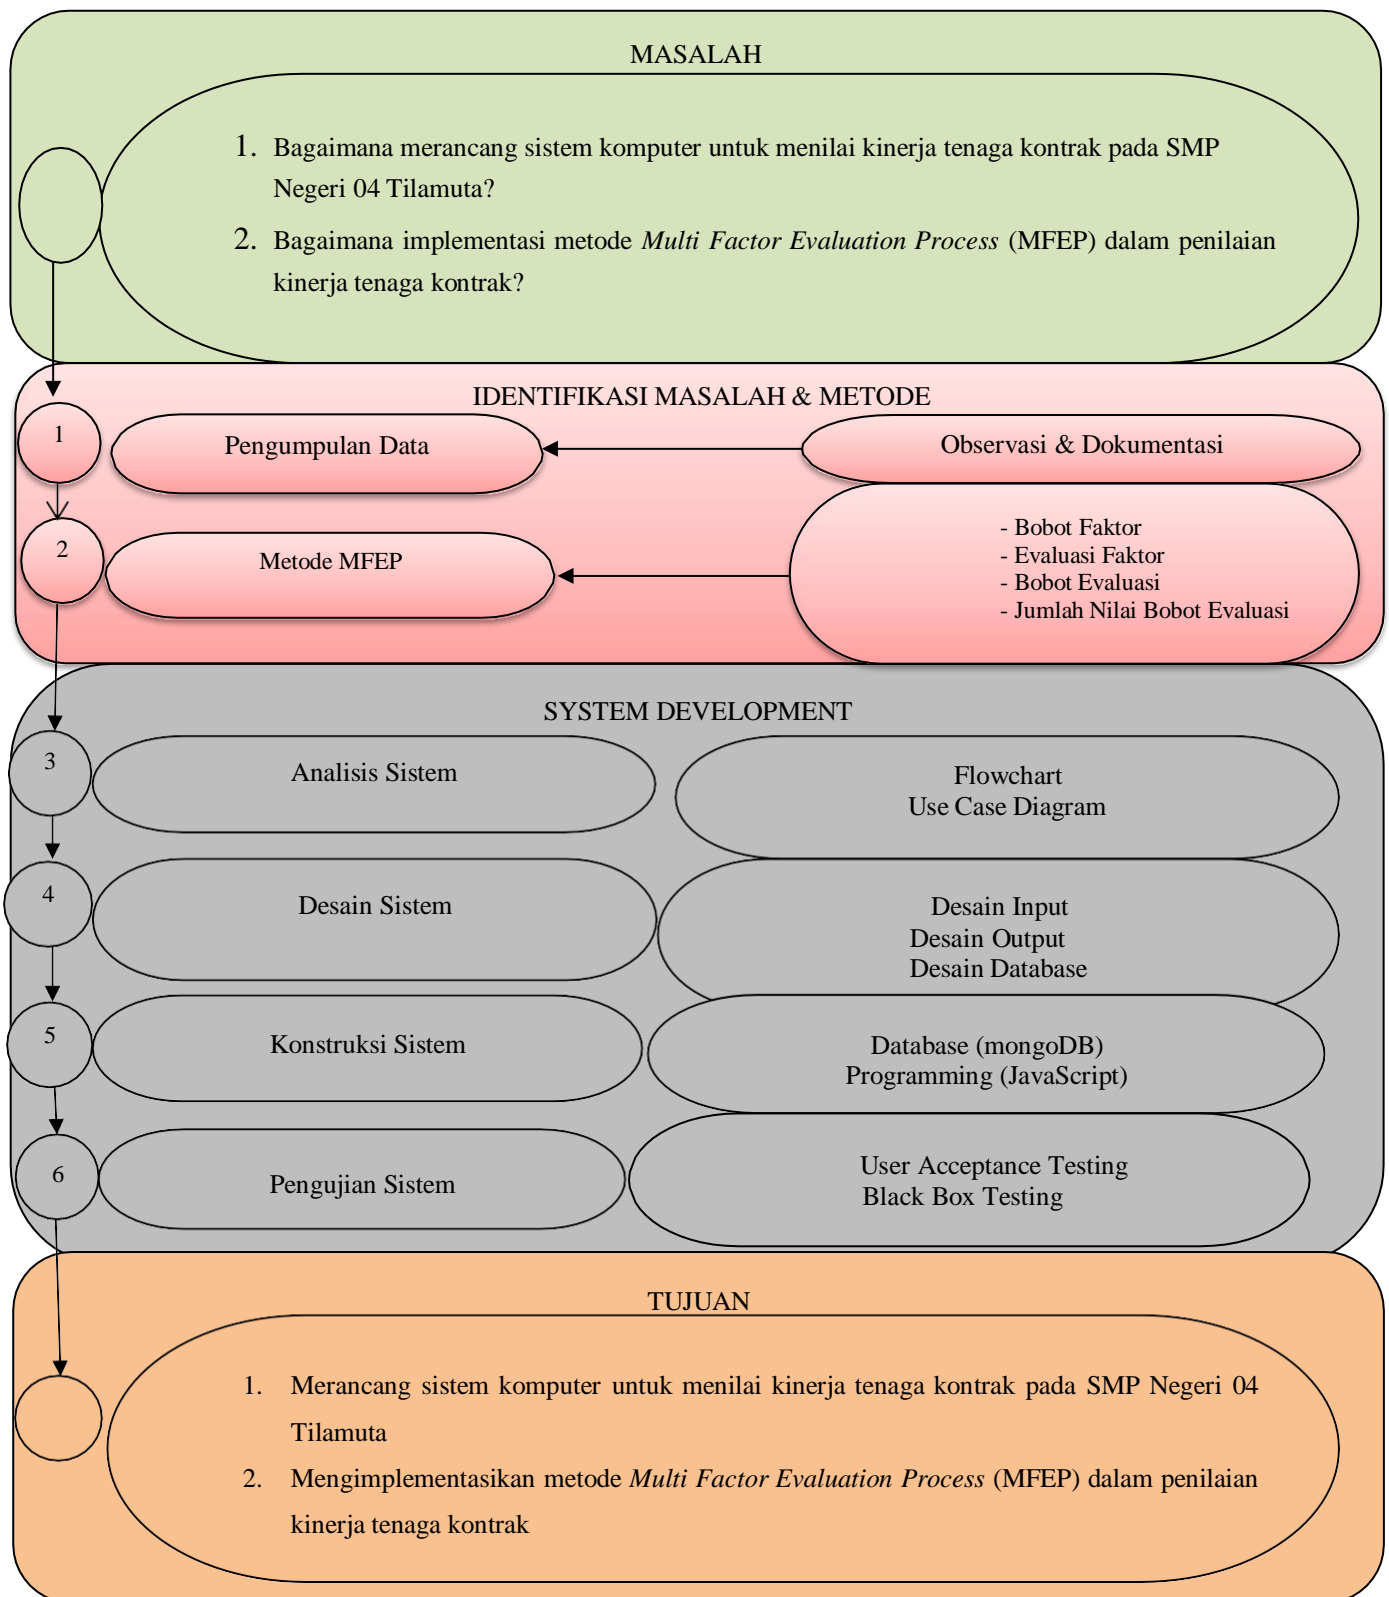 MASALAH
1. Bagaimana merancang sistem komputer untuk menilai kinerja tenaga kontrak pada SMP
Negeri 04 Tilamuta?
2. Bagaimana implementasi metode Multi Factor Evaluation Process (MFEP) dalam penilaian
kinerja tenaga kontrak?
IDENTIFIKASI MASALAH & METODE
1
Pengumpulan Data
Observasi & Dokumentasi
2
Metode MFEP
- Bobot Faktor
- Evaluasi Faktor
- Bobot Evaluasi
- Jumlah Nilai Bobot Evaluasi
SYSTEM DEVELOPMENT
3
Analisis Sistem
Flowchart
Use Case Diagram
4
Desain Sistem
Desain Input
Desain Output
Desain Database
5
Konstruksi Sistem
Database (mongoDB)
Programming (JavaScript)
6
Pengujian Sistem
User Acceptance Testing
Black Box Testing
TUJUAN
1. Merancang sistem komputer untuk menilai kinerja tenaga kontrak pada SMP Negeri 04
Tilamuta
2. Mengimplementasikan metode Multi Factor Evaluation Process (MFEP) dalam penilaian
kinerja tenaga kontrak